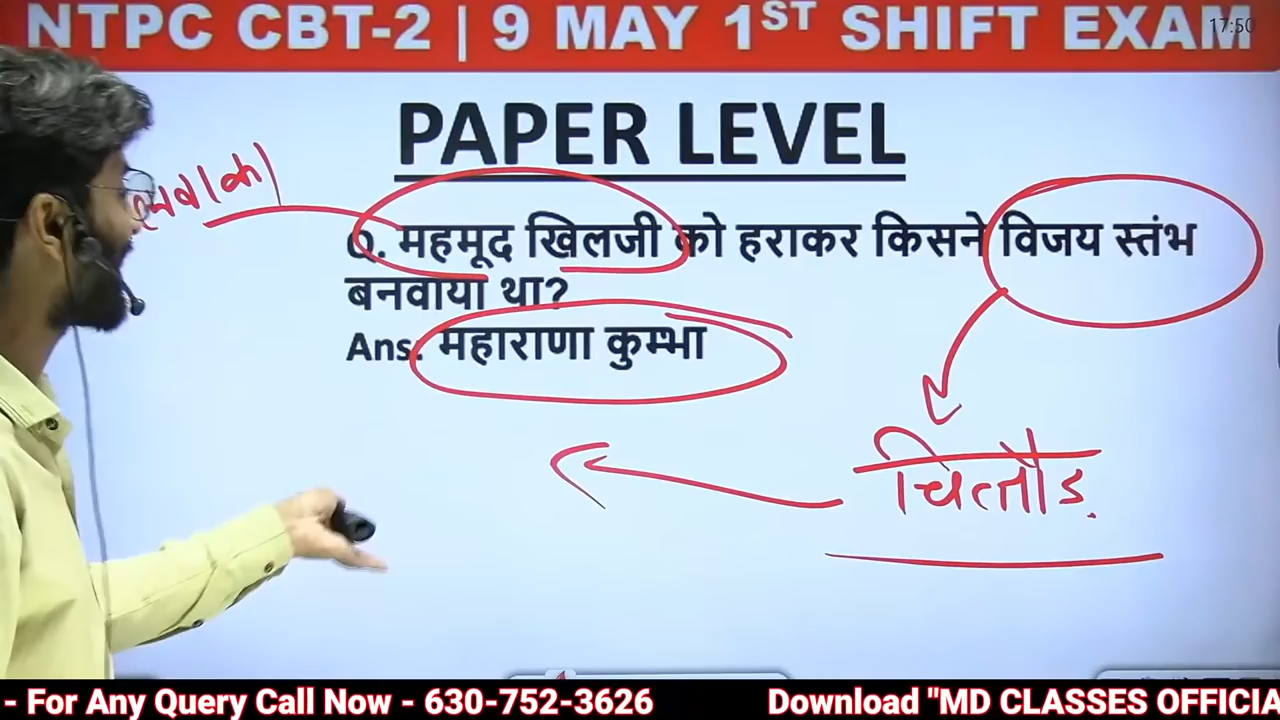 NTPC CBT-2 | 9 MAY 1ST SHIFT EXAM
17:50
PAPER LEVEL
Q. महमूद खिलजी को हराकर किसने विजय स्तंभ
बनवाया था?
Ans: महाराणा कुम्भा
चित्तौड़
- For Any Query Call Now - 630-752-3626
Download "MD CLASSES OFFICIA